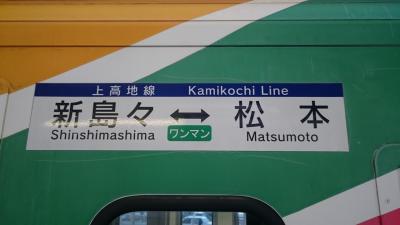 上高地線 Kamikochi Line
新島々 ↔ 松本
Shinshimashima ワンマン Matsumoto